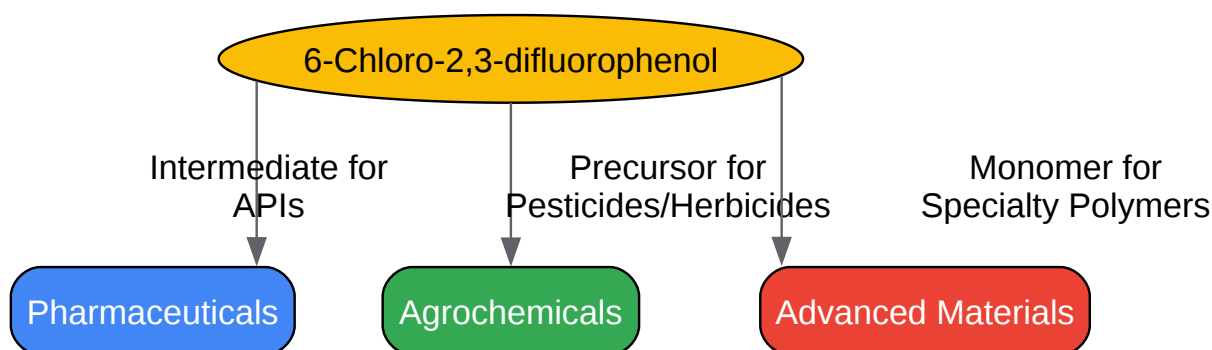 6-Chloro-2,3-difluorophenol
Intermediate for
APIs
Precursor for
Pesticides/Herbicides
Monomer for
Specialty Polymers
Pharmaceuticals
Agrochemicals
Advanced Materials